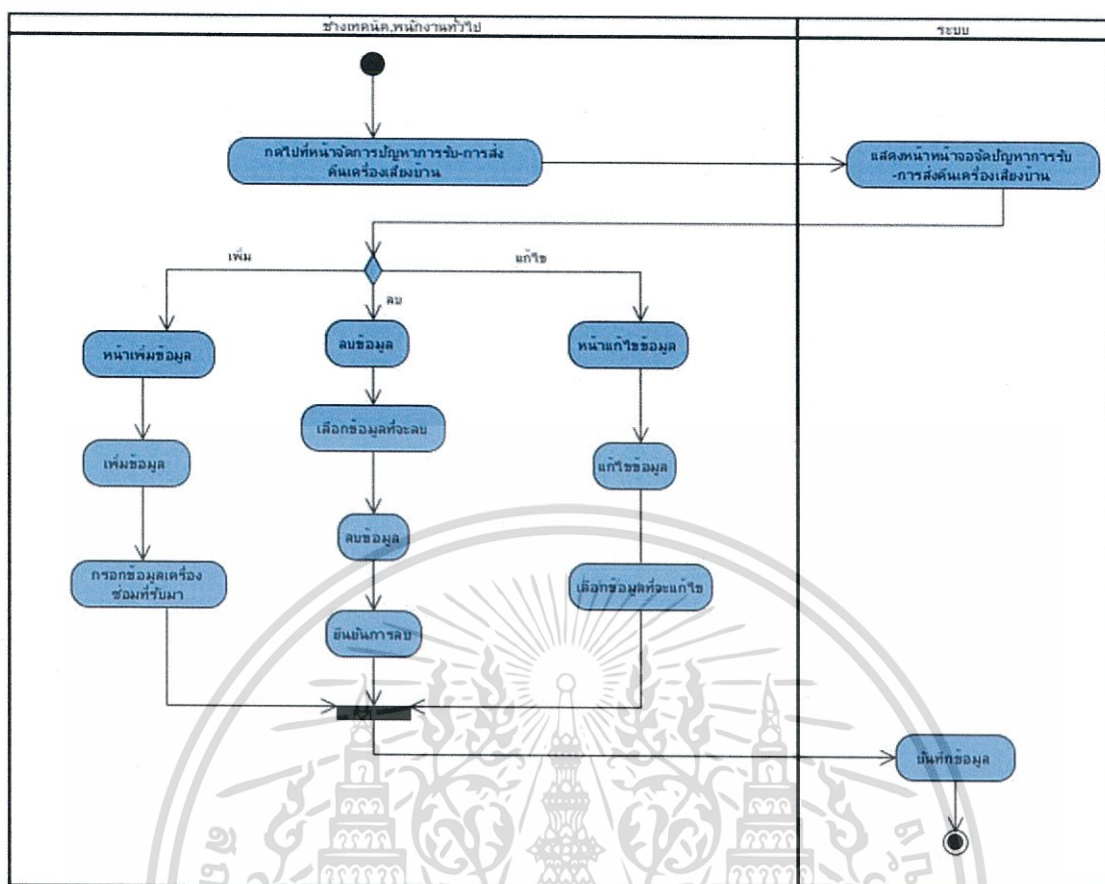 ช่างเทคนิค,พนักงานทั่วไป
ระบบ
กดไปที่หน้าจัดการปัญหาการรับ-การส่ง
คืนเครื่องเสียงบ้าน
แสดงหน้าหน้าจอจัดปัญหาการรับ
-การส่งคืนเครื่องเสียงบ้าน
เพิ่ม
แก้ไข
ลบ
หน้าเพิ่มข้อมูล
ลบข้อมูล
หน้าแก้ไขข้อมูล
เพิ่มข้อมูล
เลือกข้อมูลที่จะลบ
แก้ไขข้อมูล
กรอกข้อมูลเครื่อง
ซ่อมที่รับมา
ลบข้อมูล
เลือกข้อมูลที่จะแก้ไข
ยืนยันการลบ
บันทึกข้อมูล